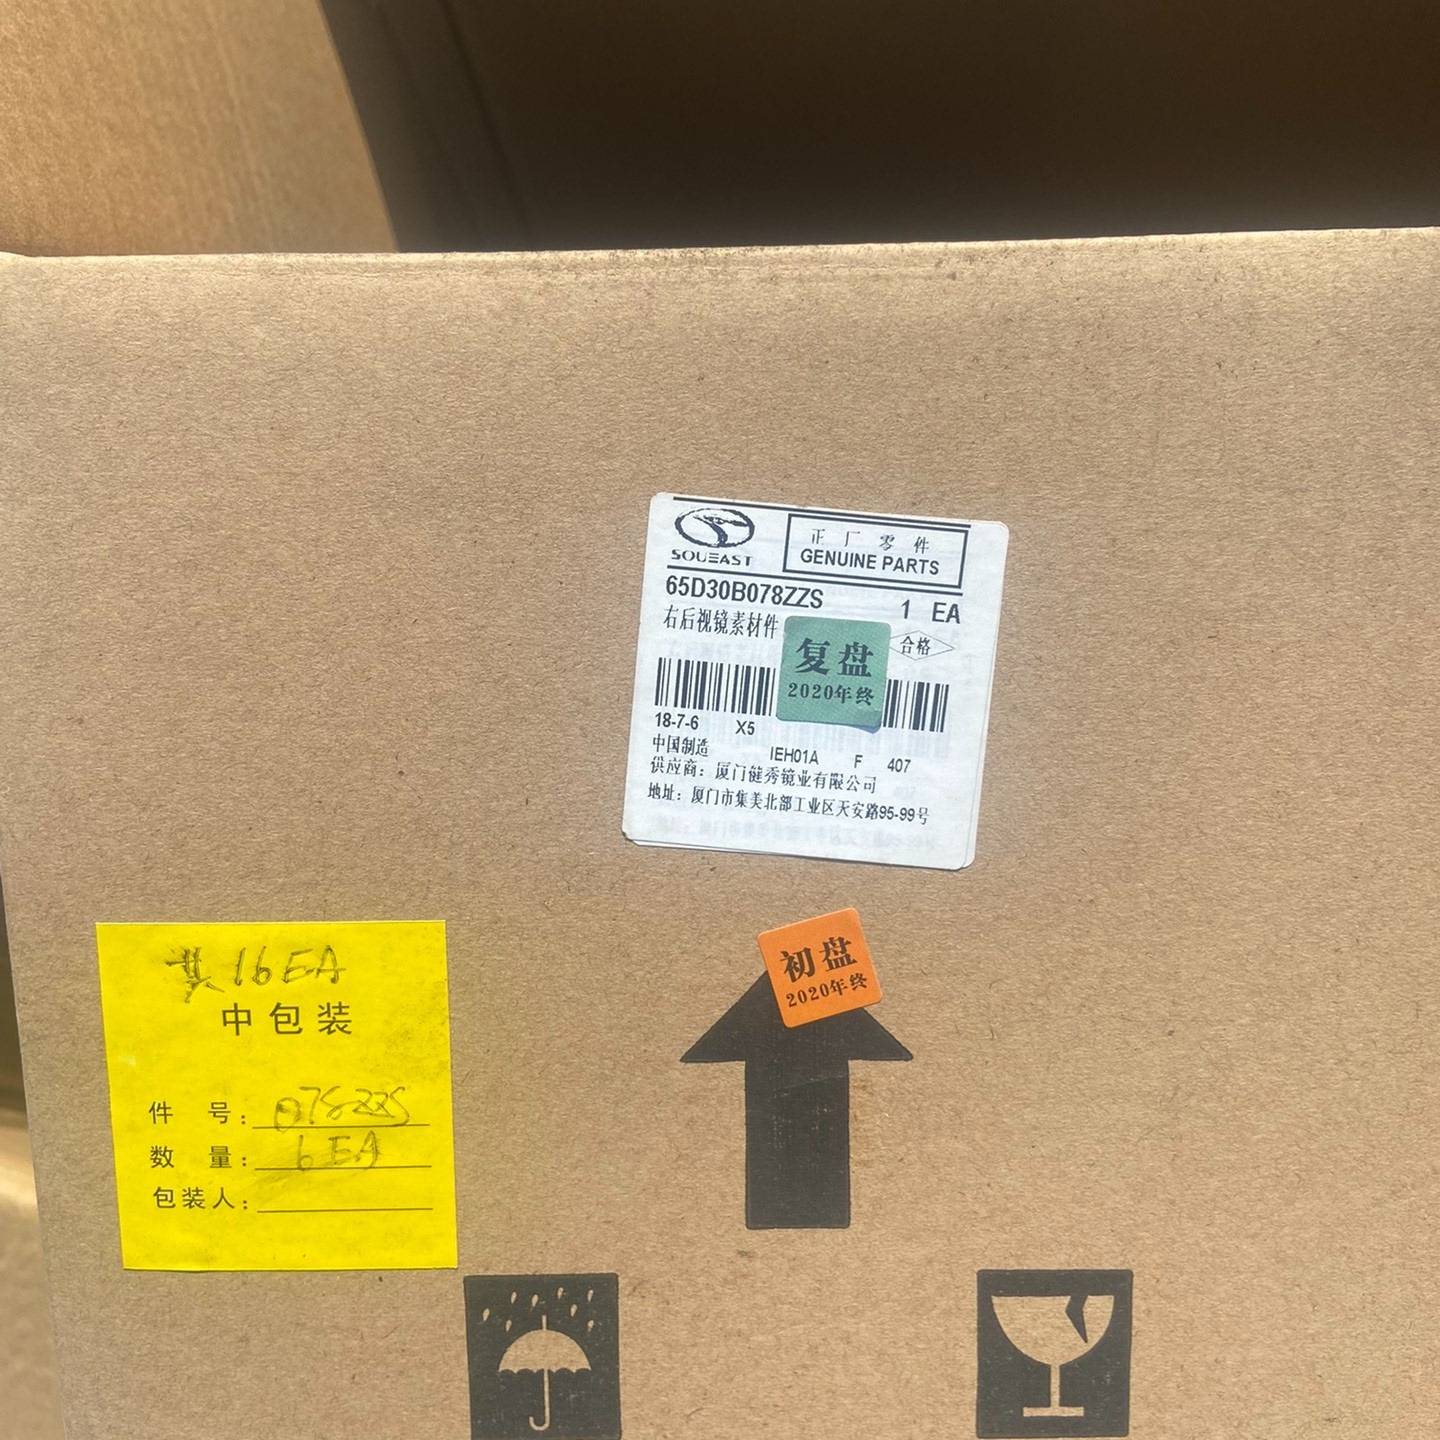 SOUEAST
正厂零件
GENUINE PARTS
65D30B078ZZS
1 EA
右后视镜素材件
合格
复盘
2020年终
18-7-6 X5
中国制造
IEH01A F 407
供应商：厦门健秀镜业有限公司
地址：厦门市集美北部工业区天安路95-99号
初盘
2020年终
共16EA
中包装
件 号：078ZZS
数 量：6EA
包装人：